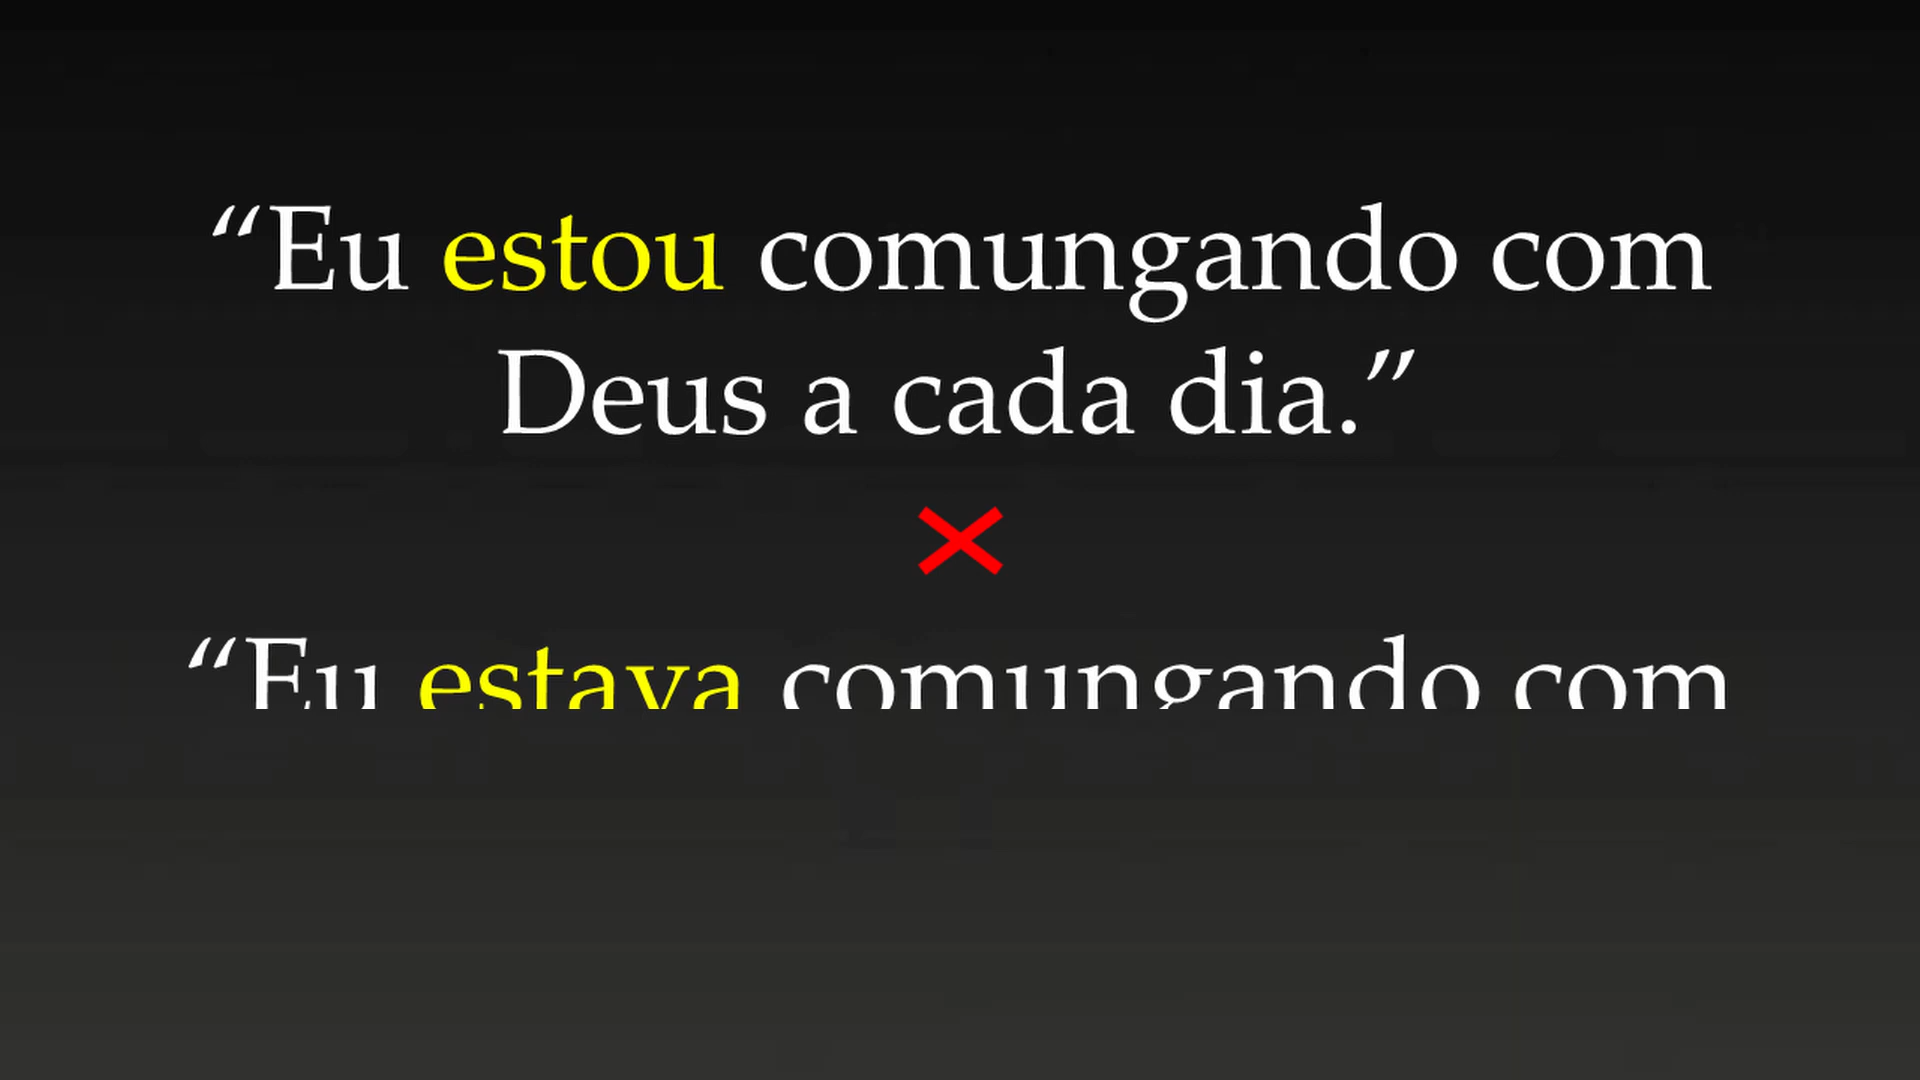 “Eu estou comungando com
Deus a cada dia.”
“Eu estava comungando com